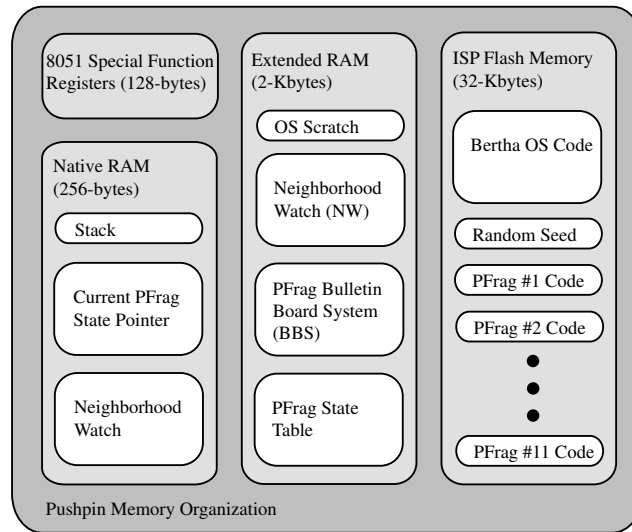 8051 Special Function
Registers (128-bytes)
Native RAM
(256-bytes)
Stack
Current PFrag
State Pointer
Neighborhood
Watch
Extended RAM
(2-Kbytes)
OS Scratch
Neighborhood
Watch (NW)
PFrag Bulletin
Board System
(BBS)
PFrag State
Table
ISP Flash Memory
(32-Kbytes)
Bertha OS Code
Random Seed
PFrag #1 Code
PFrag #2 Code
PFrag #11 Code
Pushpin Memory Organization